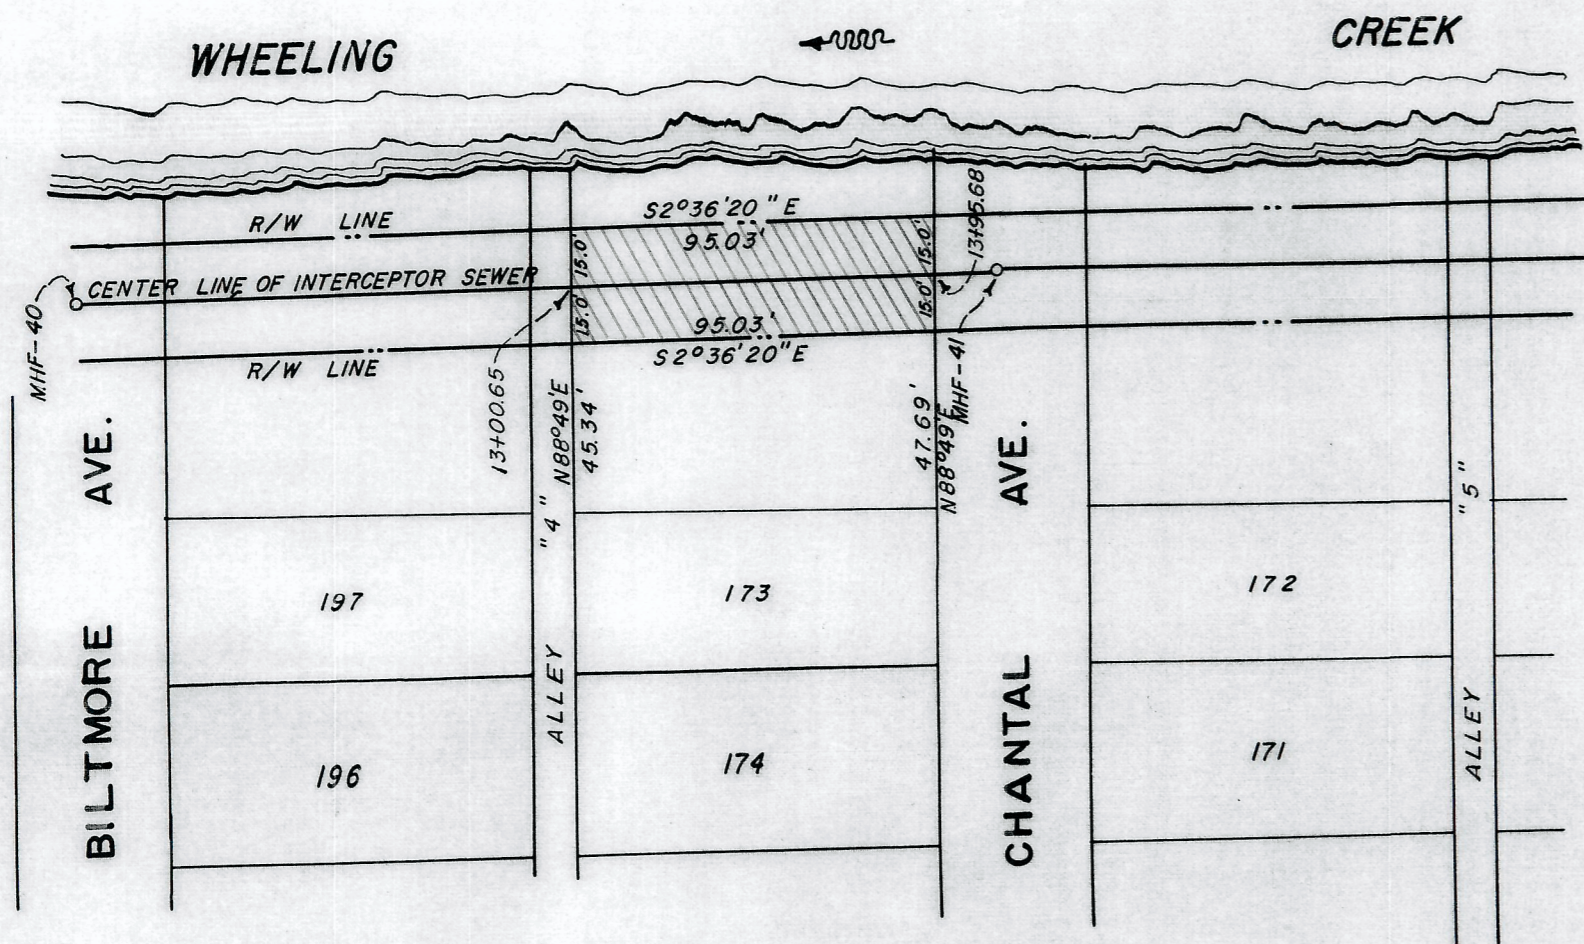 WHEELING
CREEK
R/W LINE
S2°36'20"E
95.03'
15.0'
15.0'
13+95.68
CENTER LINE OF INTERCEPTOR SEWER
MHF-40
15.0'
15.0'
95.03'
S2°36'20"E
R/W LINE
13+00.65
N88°49'E
45.34'
47.69'
N88°49'E
MHF-41
BILTMORE AVE.
ALLEY "4"
CHANTAL AVE.
ALLEY "5"
197
173
172
196
174
171